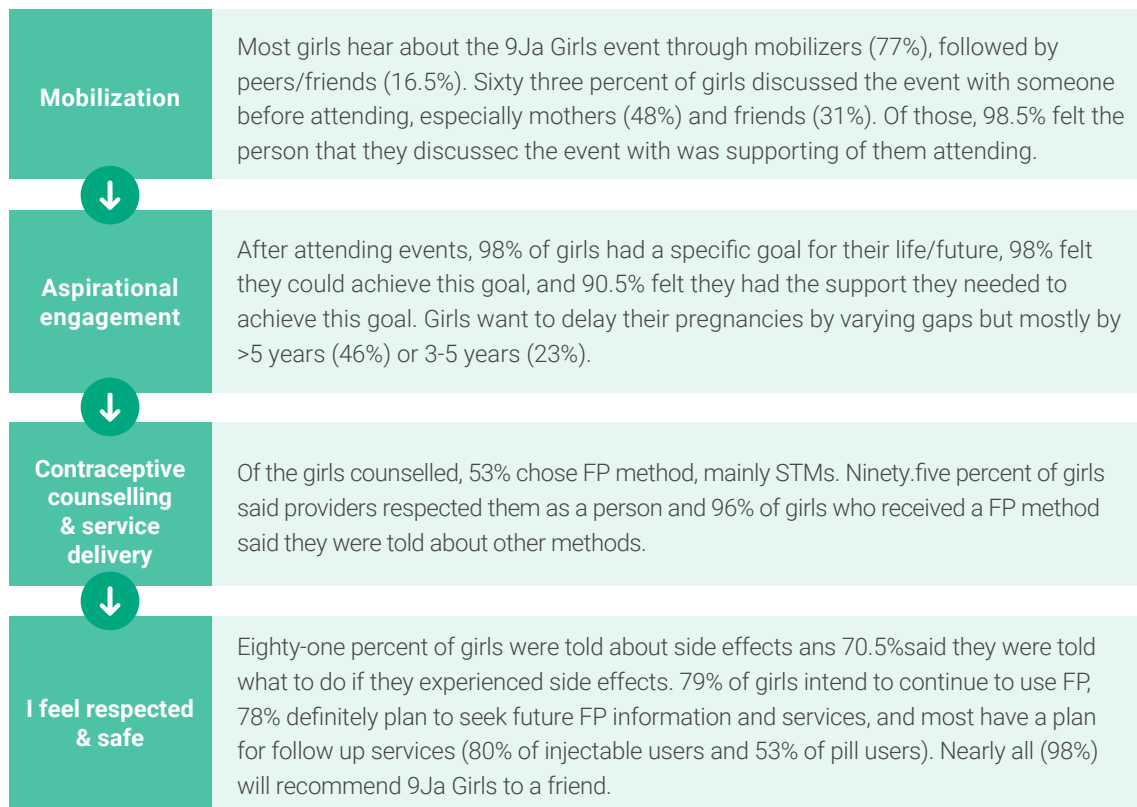 Mobilization
Most girls hear about the 9Ja Girls event through mobilizers (77%), followed by
peers/friends (16.5%). Sixty three percent of girls discussed the event with someone
before attending, especially mothers (48%) and friends (31%). Of those, 98.5% felt the
person that they discussec the event with was supporting of them attending.
Aspirational
engagement
After attending events, 98% of girls had a specific goal for their life/future, 98% felt
they could achieve this goal, and 90.5% felt they had the support they needed to
achieve this goal. Girls want to delay their pregnancies by varying gaps but mostly by
>5 years (46%) or 3-5 years (23%).
Contraceptive
counselling
& service
delivery
Of the girls counselled, 53% chose FP method, mainly STMs. Ninety.five percent of girls
said providers respected them as a person and 96% of girls who received a FP method
said they were told about other methods.
I feel respected
& safe
Eighty-one percent of girls were told about side effects ans 70.5%said they were told
what to do if they experienced side effects. 79% of girls intend to continue to use FP,
78% definitely plan to seek future FP information and services, and most have a plan
for follow up services (80% of injectable users and 53% of pill users). Nearly all (98%)
will recommend 9Ja Girls to a friend.